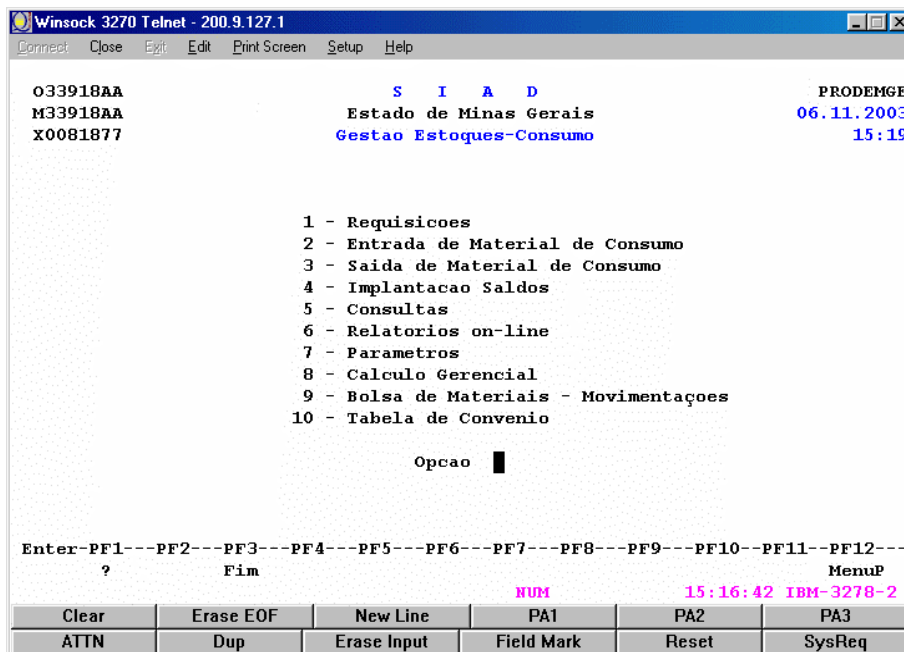 Winsock 3270 Telnet - 200.9.127.1
Connect Close Exit Edit Print Screen Setup Help
O33918AA S I A D PRODEMGE
M33918AA Estado de Minas Gerais 06.11.2003
X0081877 Gestao Estoques-Consumo 15:19
1 - Requisicoes
2 - Entrada de Material de Consumo
3 - Saida de Material de Consumo
4 - Implantacao Saldos
5 - Consultas
6 - Relatorios on-line
7 - Parametros
8 - Calculo Gerencial
9 - Bolsa de Materiais - Movimentaçoes
10 - Tabela de Convenio
Opcao
Enter-PF1---PF2---PF3---PF4---PF5---PF6---PF7---PF8---PF9---PF10--PF11--PF12---
? Fim MenuP
NUM 15:16:42 IBM-3278-2
Clear Erase EOF New Line PA1 PA2 PA3
ATTN Dup Erase Input Field Mark Reset SysReq